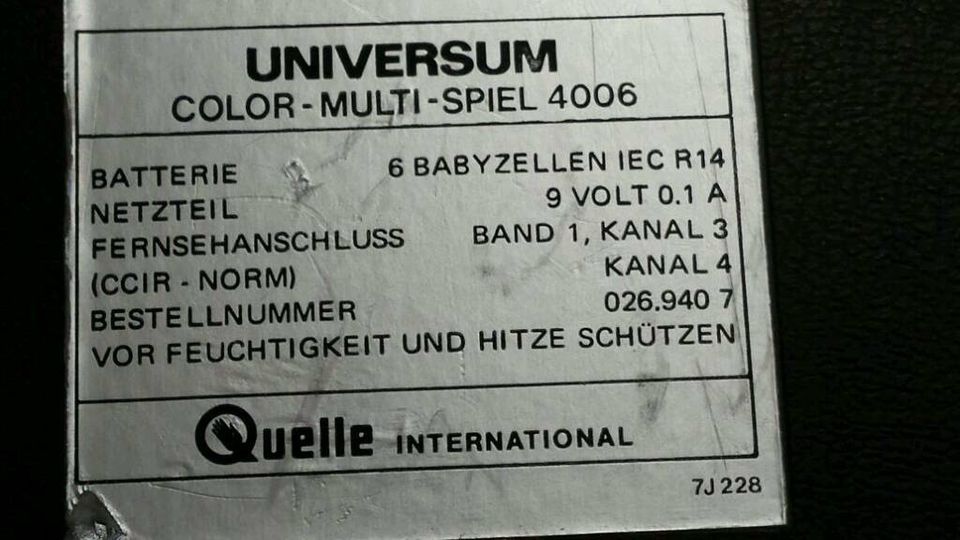 UNIVERSUM
COLOR-MULTI-SPIEL 4006
BATTERIE 6 BABYZELLEN IEC R14
NETZTEIL 9 VOLT 0.1 A
FERNSEHANSCHLUSS BAND 1, KANAL 3
(CCIR - NORM) KANAL 4
BESTELLNUMMER 026.940 7
VOR FEUCHTIGKEIT UND HITZE SCHÜTZEN
Quelle INTERNATIONAL
7J 228